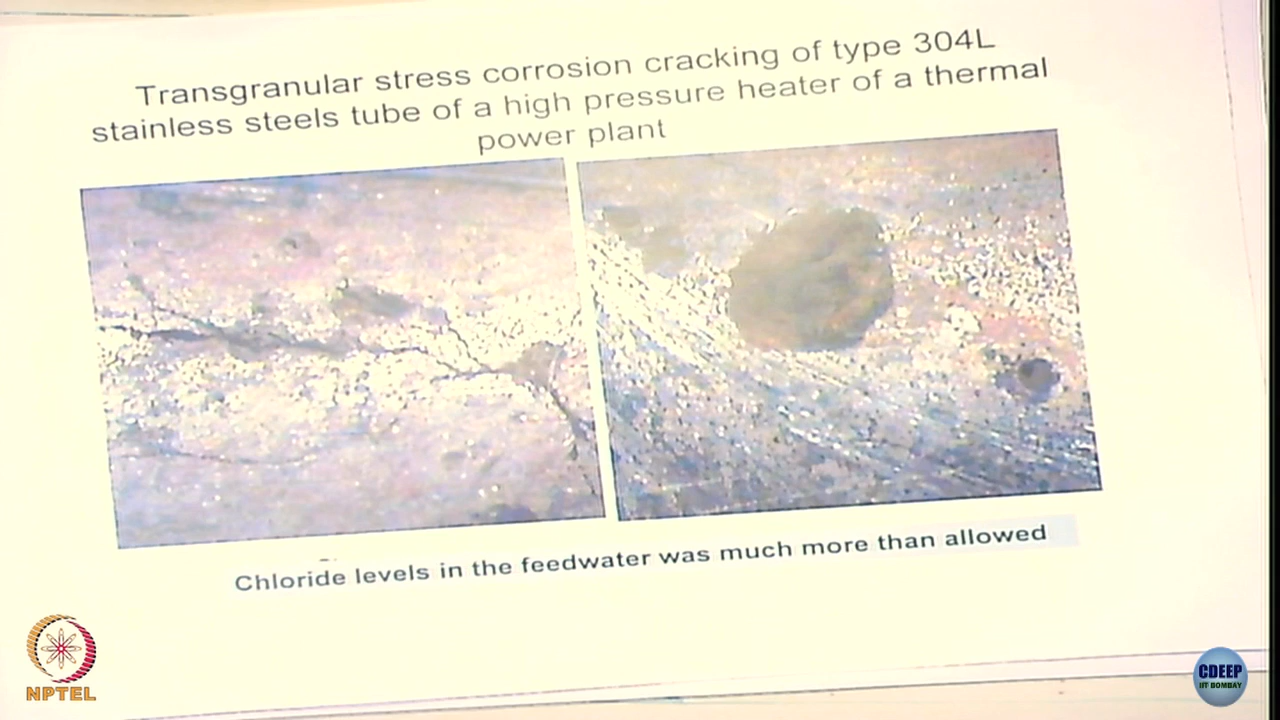 Transgranular stress corrosion cracking of type 304L
stainless steels tube of a high pressure heater of a thermal
power plant
Chloride levels in the feedwater was much more than allowed
NPTEL
CDEEP
IIT BOMBAY